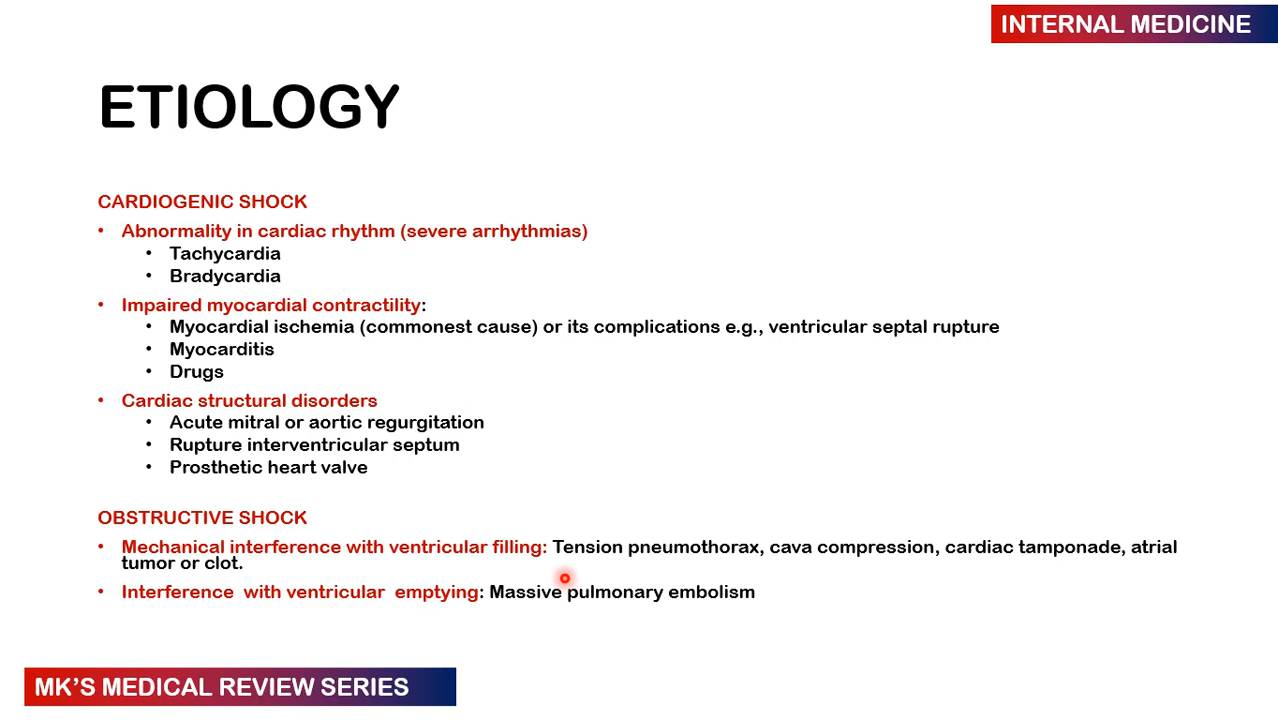 INTERNAL MEDICINE
ETIOLOGY
CARDIOGENIC SHOCK
• Abnormality in cardiac rhythm (severe arrhythmias)
• Tachycardia
• Bradycardia
• Impaired myocardial contractility:
• Myocardial ischemia (commonest cause) or its complications e.g., ventricular septal rupture
• Myocarditis
• Drugs
• Cardiac structural disorders
• Acute mitral or aortic regurgitation
• Rupture interventricular septum
• Prosthetic heart valve
OBSTRUCTIVE SHOCK
• Mechanical interference with ventricular filling: Tension pneumothorax, cava compression, cardiac tamponade, atrial
tumor or clot.
• Interference with ventricular emptying: Massive pulmonary embolism
MK'S MEDICAL REVIEW SERIES